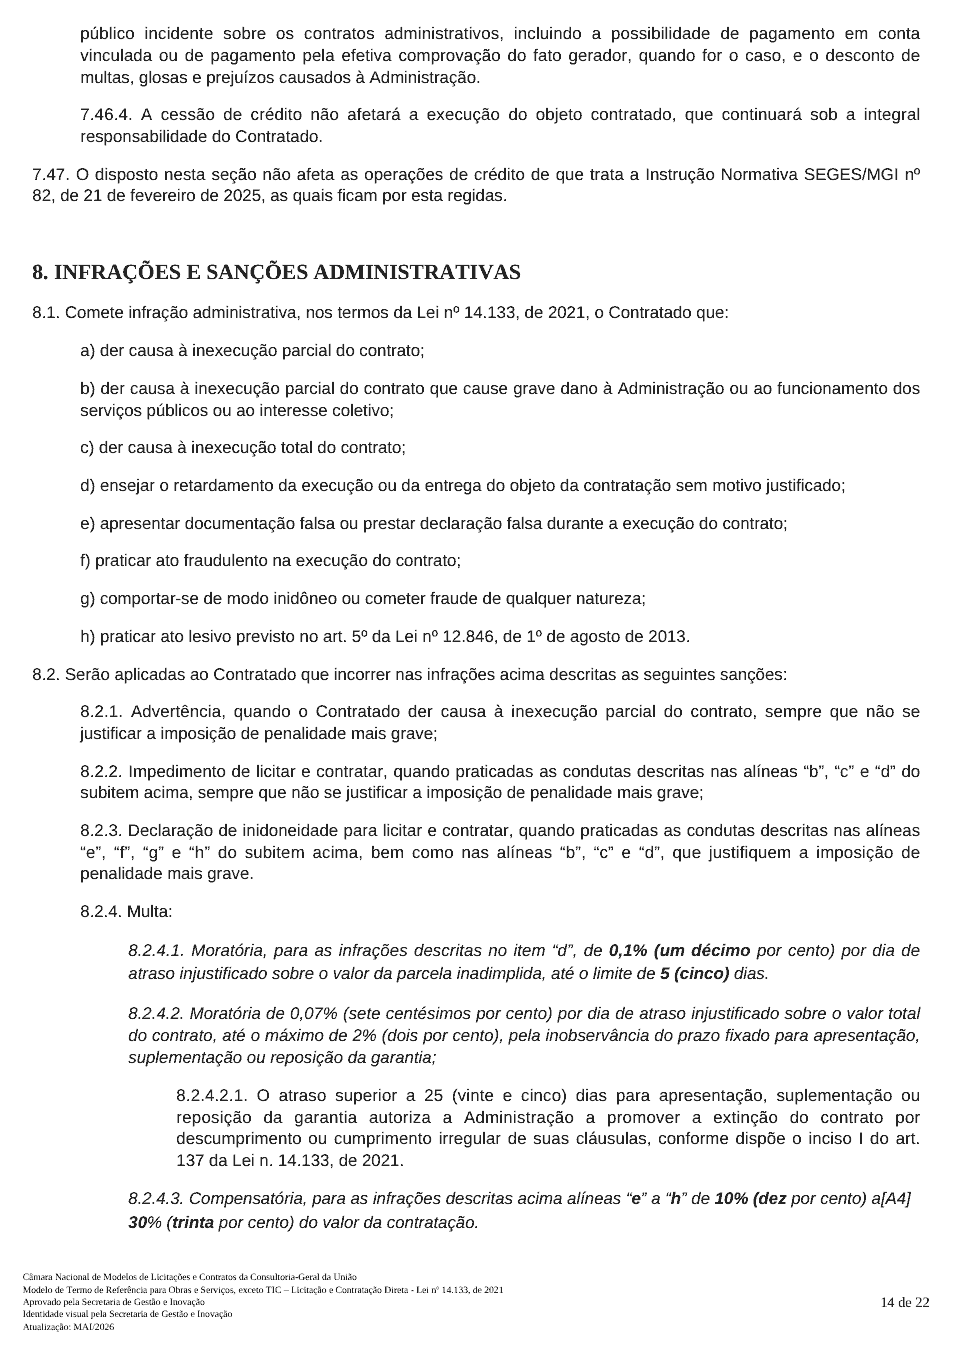 público incidente sobre os contratos administrativos, incluindo a possibilidade de pagamento em conta
vinculada ou de pagamento pela efetiva comprovação do fato gerador, quando for o caso, e o desconto de
multas, glosas e prejuízos causados à Administração.
7.46.4. A cessão de crédito não afetará a execução do objeto contratado, que continuará sob a integral
responsabilidade do Contratado.
7.47. O disposto nesta seção não afeta as operações de crédito de que trata a Instrução Normativa SEGES/MGI nº
82, de 21 de fevereiro de 2025, as quais ficam por esta regidas.
8. INFRAÇÕES E SANÇÕES ADMINISTRATIVAS
8.1. Comete infração administrativa, nos termos da Lei nº 14.133, de 2021, o Contratado que:
a) der causa à inexecução parcial do contrato;
b) der causa à inexecução parcial do contrato que cause grave dano à Administração ou ao funcionamento dos
serviços públicos ou ao interesse coletivo;
c) der causa à inexecução total do contrato;
d) ensejar o retardamento da execução ou da entrega do objeto da contratação sem motivo justificado;
e) apresentar documentação falsa ou prestar declaração falsa durante a execução do contrato;
f) praticar ato fraudulento na execução do contrato;
g) comportar-se de modo inidôneo ou cometer fraude de qualquer natureza;
h) praticar ato lesivo previsto no art. 5º da Lei nº 12.846, de 1º de agosto de 2013.
8.2. Serão aplicadas ao Contratado que incorrer nas infrações acima descritas as seguintes sanções:
8.2.1. Advertência, quando o Contratado der causa à inexecução parcial do contrato, sempre que não se
justificar a imposição de penalidade mais grave;
8.2.2. Impedimento de licitar e contratar, quando praticadas as condutas descritas nas alíneas “b”, “c” e “d” do
subitem acima, sempre que não se justificar a imposição de penalidade mais grave;
8.2.3. Declaração de inidoneidade para licitar e contratar, quando praticadas as condutas descritas nas alíneas
“e”, “f”, “g” e “h” do subitem acima, bem como nas alíneas “b”, “c” e “d”, que justifiquem a imposição de
penalidade mais grave.
8.2.4. Multa:
8.2.4.1. Moratória, para as infrações descritas no item “d”, de 0,1% (um décimo por cento) por dia de
atraso injustificado sobre o valor da parcela inadimplida, até o limite de 5 (cinco) dias.
8.2.4.2. Moratória de 0,07% (sete centésimos por cento) por dia de atraso injustificado sobre o valor total
do contrato, até o máximo de 2% (dois por cento), pela inobservância do prazo fixado para apresentação,
suplementação ou reposição da garantia;
8.2.4.2.1. O atraso superior a 25 (vinte e cinco) dias para apresentação, suplementação ou
reposição da garantia autoriza a Administração a promover a extinção do contrato por
descumprimento ou cumprimento irregular de suas cláusulas, conforme dispõe o inciso I do art.
137 da Lei n. 14.133, de 2021.
8.2.4.3. Compensatória, para as infrações descritas acima alíneas “e” a “h” de 10% (dez por cento) a[A4]
30% (trinta por cento) do valor da contratação.
Câmara Nacional de Modelos de Licitações e Contratos da Consultoria-Geral da União
Modelo de Termo de Referência para Obras e Serviços, exceto TIC – Licitação e Contratação Direta - Lei nº 14.133, de 2021
Aprovado pela Secretaria de Gestão e Inovação
Identidade visual pela Secretaria de Gestão e Inovação
Atualização: MAI/2026
14 de 22